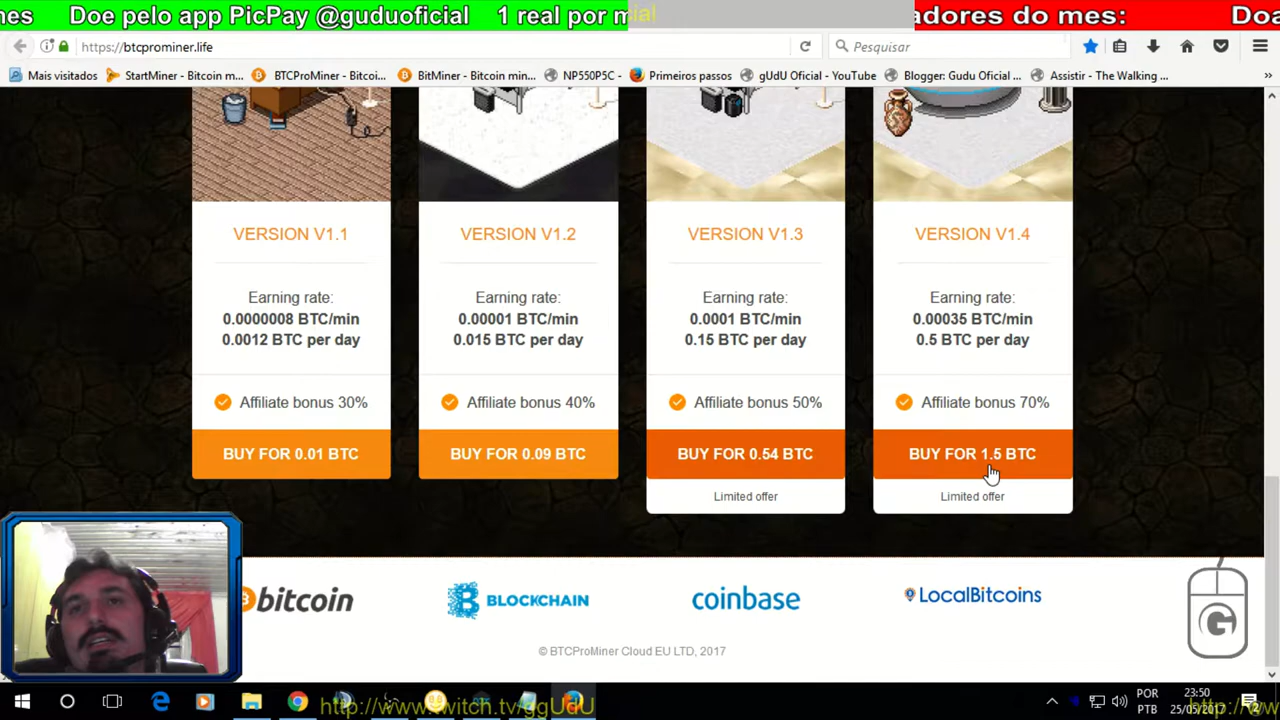 nes Doe pelo app PicPay @guduoficial 1 real por m cial adores do mes: Doa
https://btcprominer.life
Pesquisar
Mais visitados StartMiner - Bitcoin m... BTCProMiner - Bitcoi... BitMiner - Bitcoin min... NP550P5C - Primeiros passos gUdU Oficial - YouTube Blogger: Gudu Oficial ... Assistir - The Walking ... »
VERSION V1.1
Earning rate:
0.0000008 BTC/min
0.0012 BTC per day
Affiliate bonus 30%
BUY FOR 0.01 BTC
VERSION V1.2
Earning rate:
0.00001 BTC/min
0.015 BTC per day
Affiliate bonus 40%
BUY FOR 0.09 BTC
VERSION V1.3
Earning rate:
0.0001 BTC/min
0.15 BTC per day
Affiliate bonus 50%
BUY FOR 0.54 BTC
Limited offer
VERSION V1.4
Earning rate:
0.00035 BTC/min
0.5 BTC per day
Affiliate bonus 70%
BUY FOR 1.5 BTC
Limited offer
bitcoin BLOCKCHAIN coinbase LocalBitcoins
© BTCProMiner Cloud EU LTD, 2017
G
http://www.twitch.tv/ggUdU
POR
PTB
23:50
25/05/2017